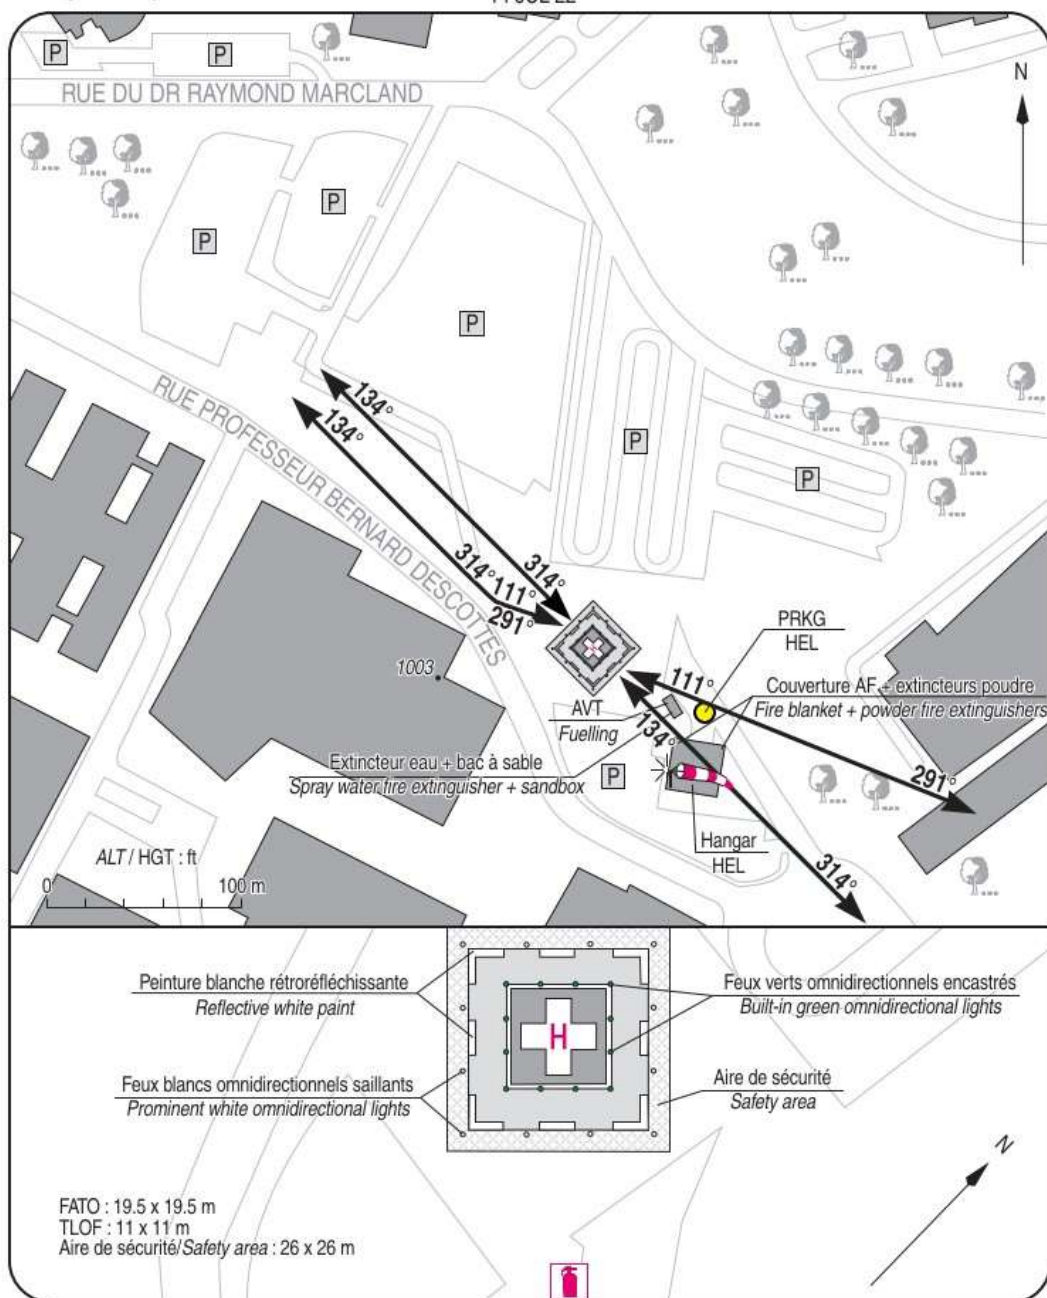 P
P
RUE DU DR RAYMOND MARCLAND
N
P
P
P
RUE PROFESSEUR BERNARD DESCOTTES
134°
134°
P
P
314°
314°
111°
291°
PRKG
HEL
1003
111°
Couverture AF + extincteurs poudre
Fire blanket + powder fire extinguishers
AVT
Fuelling
134°
Extincteur eau + bac à sable
Spray water fire extinguisher + sandbox
P
291°
Hangar
HEL
314°
ALT / HGT : ft
0
100 m
Peinture blanche rétroréfléchissante
Reflective white paint
Feux verts omnidirectionnels encastrés
Built-in green omnidirectional lights
H
Feux blancs omnidirectionnels saillants
Prominent white omnidirectional lights
Aire de sécurité
Safety area
N
FATO : 19.5 x 19.5 m
TLOF : 11 x 11 m
Aire de sécurité/Safety area : 26 x 26 m